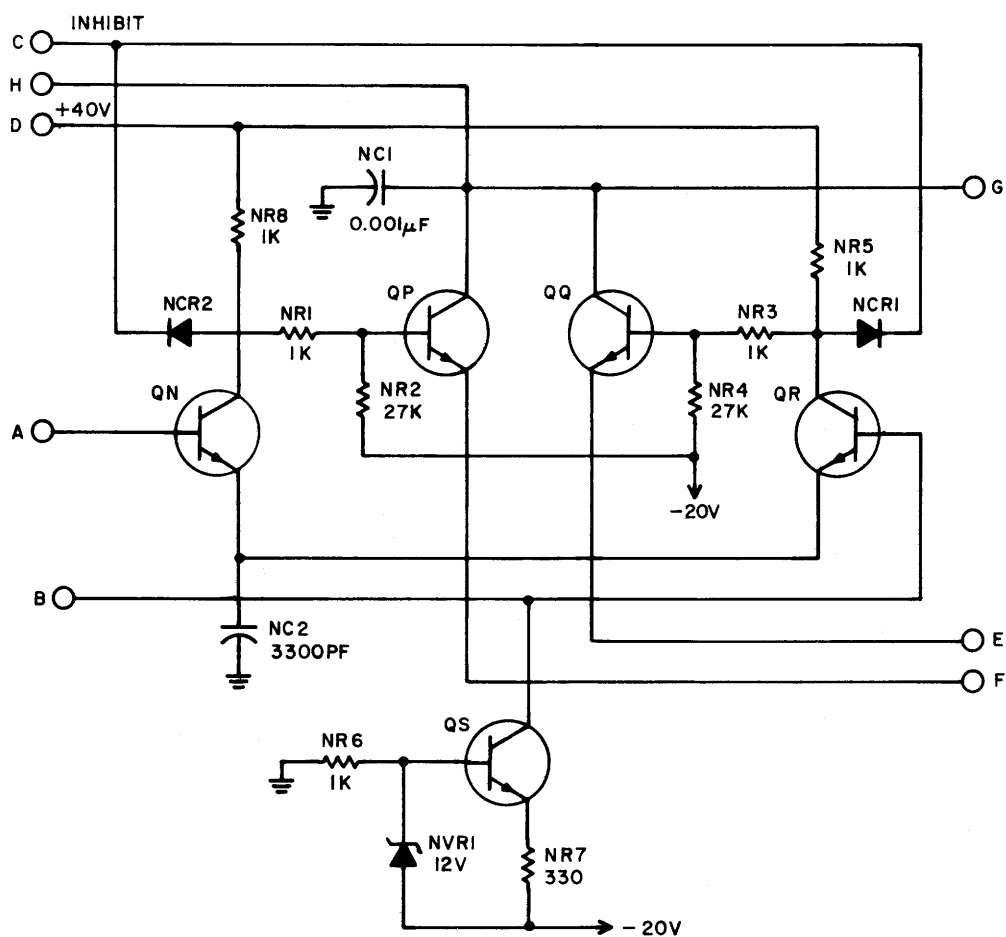 INHIBIT
C
H
+40V
D
NC1
G
0.001µF
NR8
1K
NR5
1K
QP
QQ
NCR2
NR1
1K
NR3
1K
NCR1
QN
NR2
27K
NR4
27K
QR
A
-20V
B
NC2
3300PF
E
F
QS
NR6
1K
NVR1
12V
NR7
330
-20V